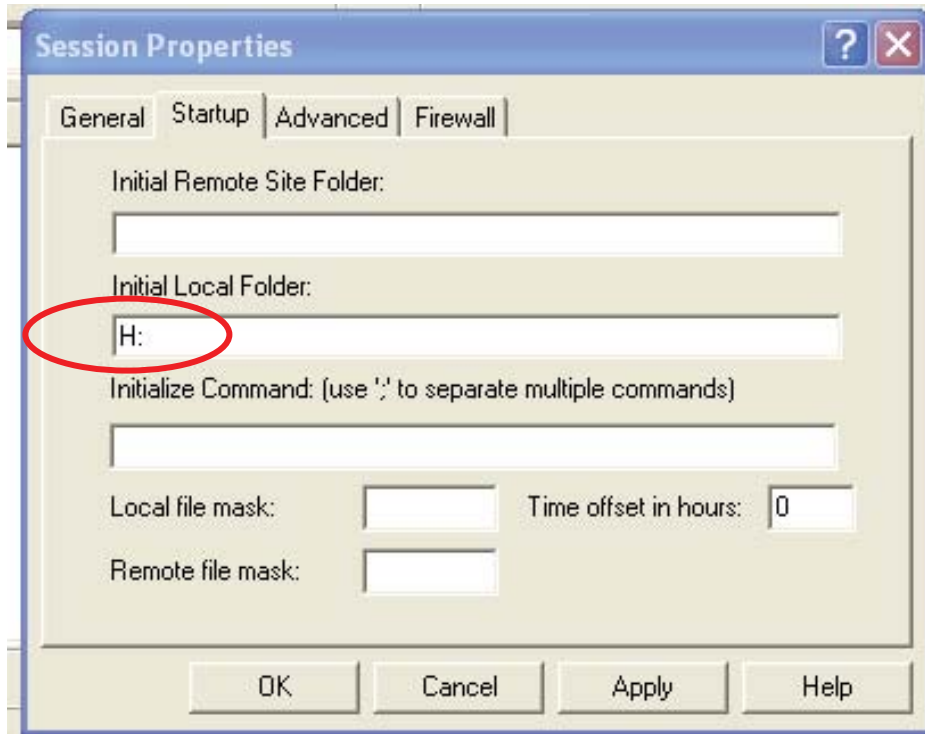 Session Properties ?
General Startup Advanced Firewall
Initial Remote Site Folder:
Initial Local Folder:
H:
Initialize Command: (use ';' to separate multiple commands)
Local file mask: Time offset in hours: 0
Remote file mask:
OK Cancel Apply Help